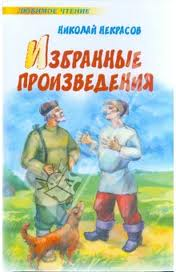 ЛЮБИМОЕ ЧТЕНИЕ
НИКОЛАЙ НЕКРАСОВ
ИЗБРАННЫЕ
ПРОИЗВЕДЕНИЯ